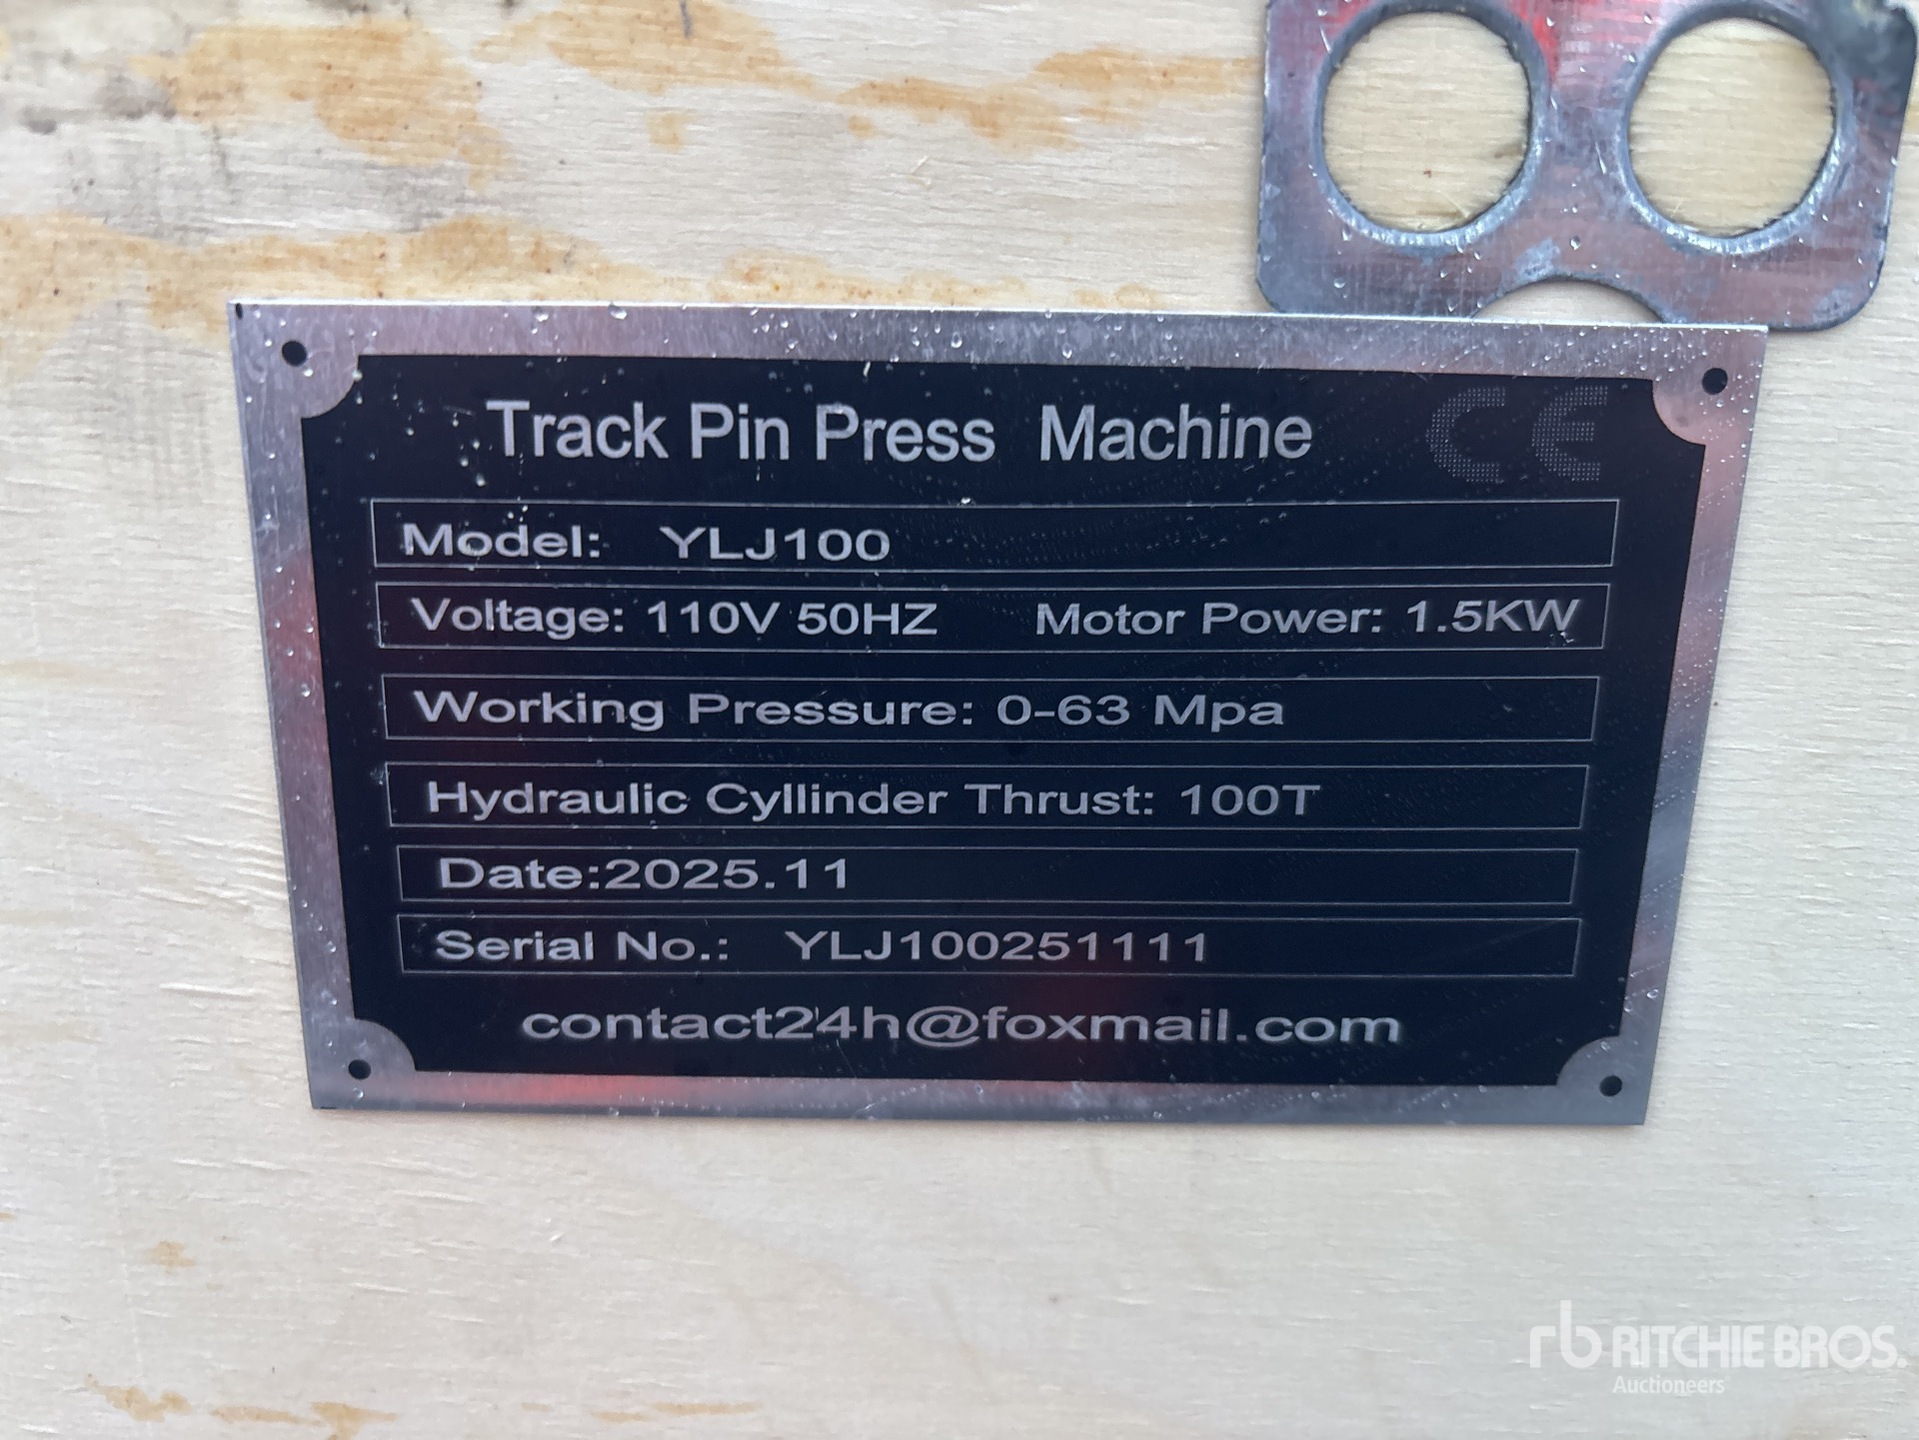 Track Pin Press Machine CE
Model: YLJ100
Voltage: 110V 50HZ Motor Power: 1.5KW
Working Pressure: 0-63 Mpa
Hydraulic Cyllinder Thrust: 100T
Date:2025.11
Serial No.: YLJ100251111
contact24h@foxmail.com
rb RITCHIE BROS.
Auctioneers